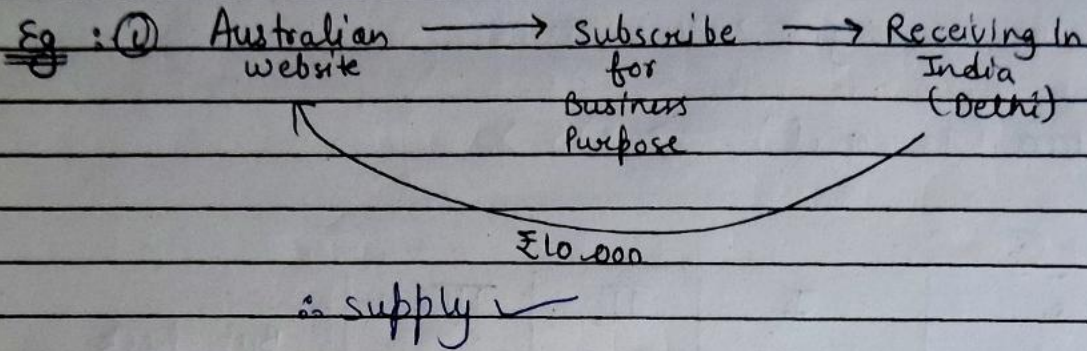 Eg : ① Australian → Subscribe → Receiving In
website for India
Business (Delhi)
Purpose
₹10,000
∴ Supply ✓